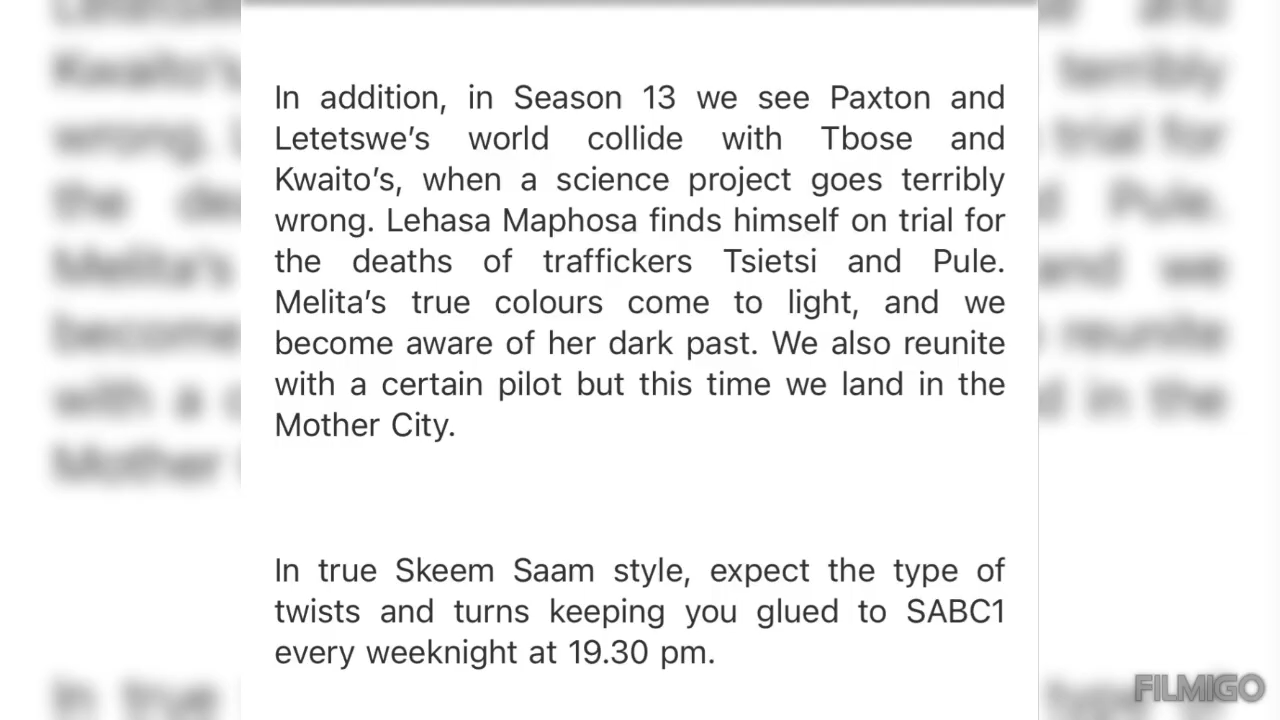 In addition, in Season 13 we see Paxton and
Letetswe’s world collide with Tbose and
Kwaito’s, when a science project goes terribly
wrong. Lehasa Maphosa finds himself on trial for
the deaths of traffickers Tsietsi and Pule.
Melita’s true colours come to light, and we
become aware of her dark past. We also reunite
with a certain pilot but this time we land in the
Mother City.
In true Skeem Saam style, expect the type of
twists and turns keeping you glued to SABC1
every weeknight at 19.30 pm.
FILMIGO